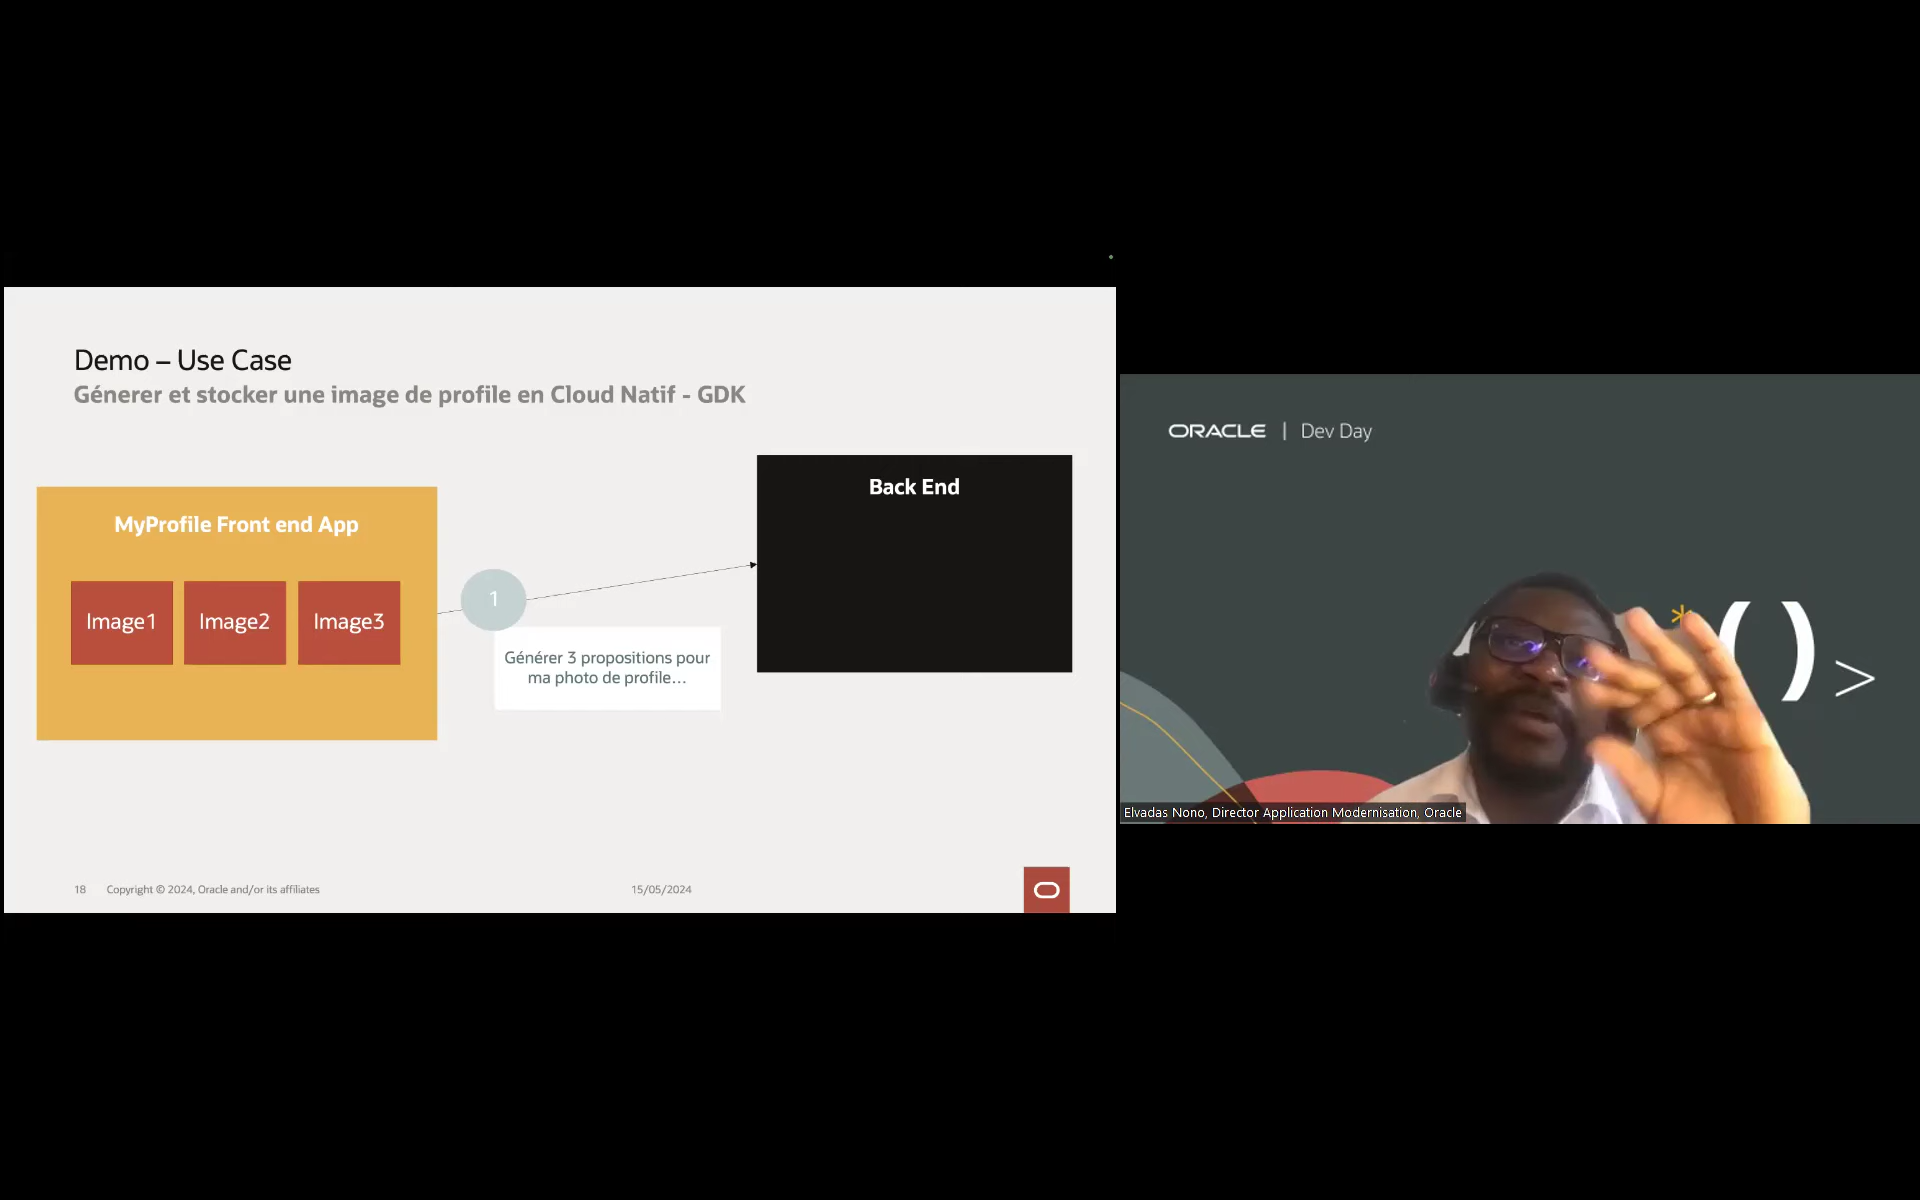 Demo – Use Case
Génerer et stocker une image de profile en Cloud Natif - GDK
MyProfile Front end App
Image1
Image2
Image3
1
Générer 3 propositions pour
ma photo de profile...
Back End
18
Copyright © 2024, Oracle and/or its affiliates
15/05/2024
ORACLE | Dev Day
* ( ) >
Elvadas Nono, Director Application Modernisation, Oracle